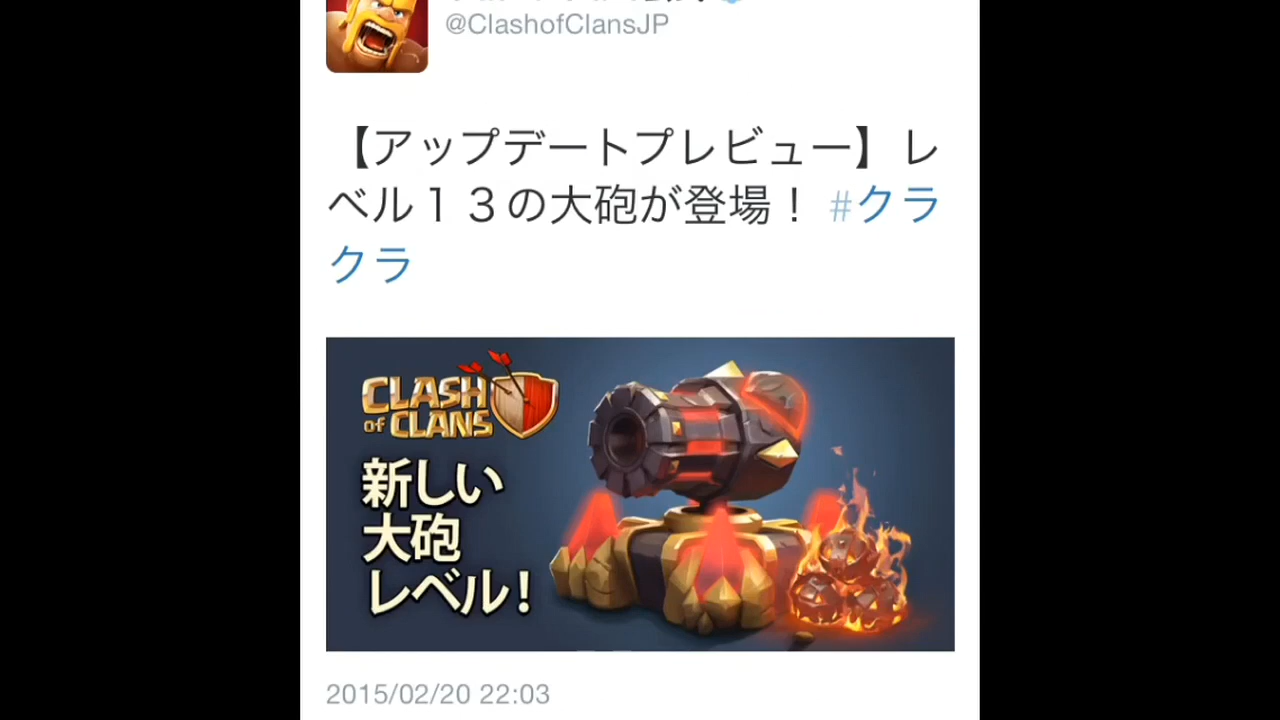 @ClashofClansJP
【アップデートプレビュー】レ
ベル１３の大砲が登場！ #クラ
クラ
CLASH
of CLANS
新しい
大砲
レベル！
2015/02/20 22:03